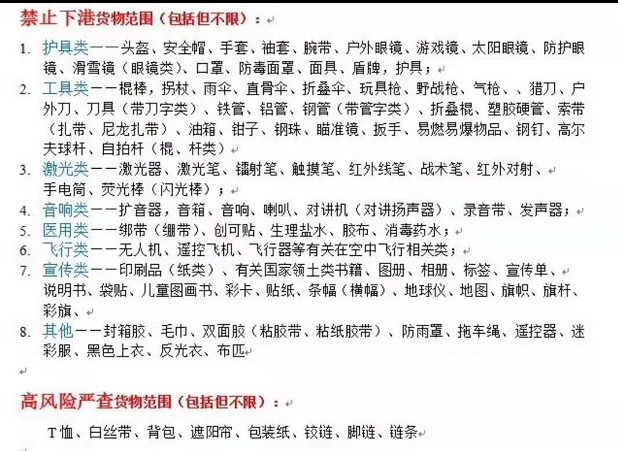 禁止下港货物范围（包括但不限）：
1. 护具类——头盔、安全帽、手套、袖套、腕带、户外眼镜、游戏镜、太阳眼镜、防护眼
镜、滑雪镜（眼镜类）、口罩、防毒面罩、面具、盾牌，护具；
2. 工具类——棍棒，拐杖、雨伞、直骨伞、折叠伞、玩具枪、野战枪、气枪、、猎刀、户
外刀、刀具（带刀字类）、铁管、铝管、钢管（带管字类）、折叠棍、塑胶硬管、索带
（扎带、尼龙扎带）、油箱、钳子、钢珠、瞄准镜、扳手、易燃易爆物品、钢钉、高尔
夫球杆、自拍杆（棍、杆类）
3. 激光类——激光器、激光笔、镭射笔、触摸笔、红外线笔、战术笔、红外对射、
手电筒、荧光棒（闪光棒）；
4. 音响类——扩音器，音箱、音响、喇叭、对讲机（对讲扬声器）、录音带、发声器；
5. 医用类——绑带（绷带）、创可贴、生理盐水、胶布、消毒药水；
6. 飞行类——无人机、遥控飞机、飞行器等有关在空中飞行相关类；
7. 宣传类——印刷品（纸类）、有关国家领土类书籍、图册、相册、标签、宣传单、
说明书、袋贴、儿童图画书、彩卡、贴纸、条幅（横幅）、地球仪、地图、旗帜、旗杆、
彩旗、
8. 其他——封箱胶、毛巾、双面胶（粘胶带、粘纸胶带）、防雨罩、拖车绳、遥控器、迷
彩服、黑色上衣、反光衣、布匹
高风险严查货物范围（包括但不限）：
T恤、白丝带、背包、遮阳帘、包装纸、铰链、脚链、链条